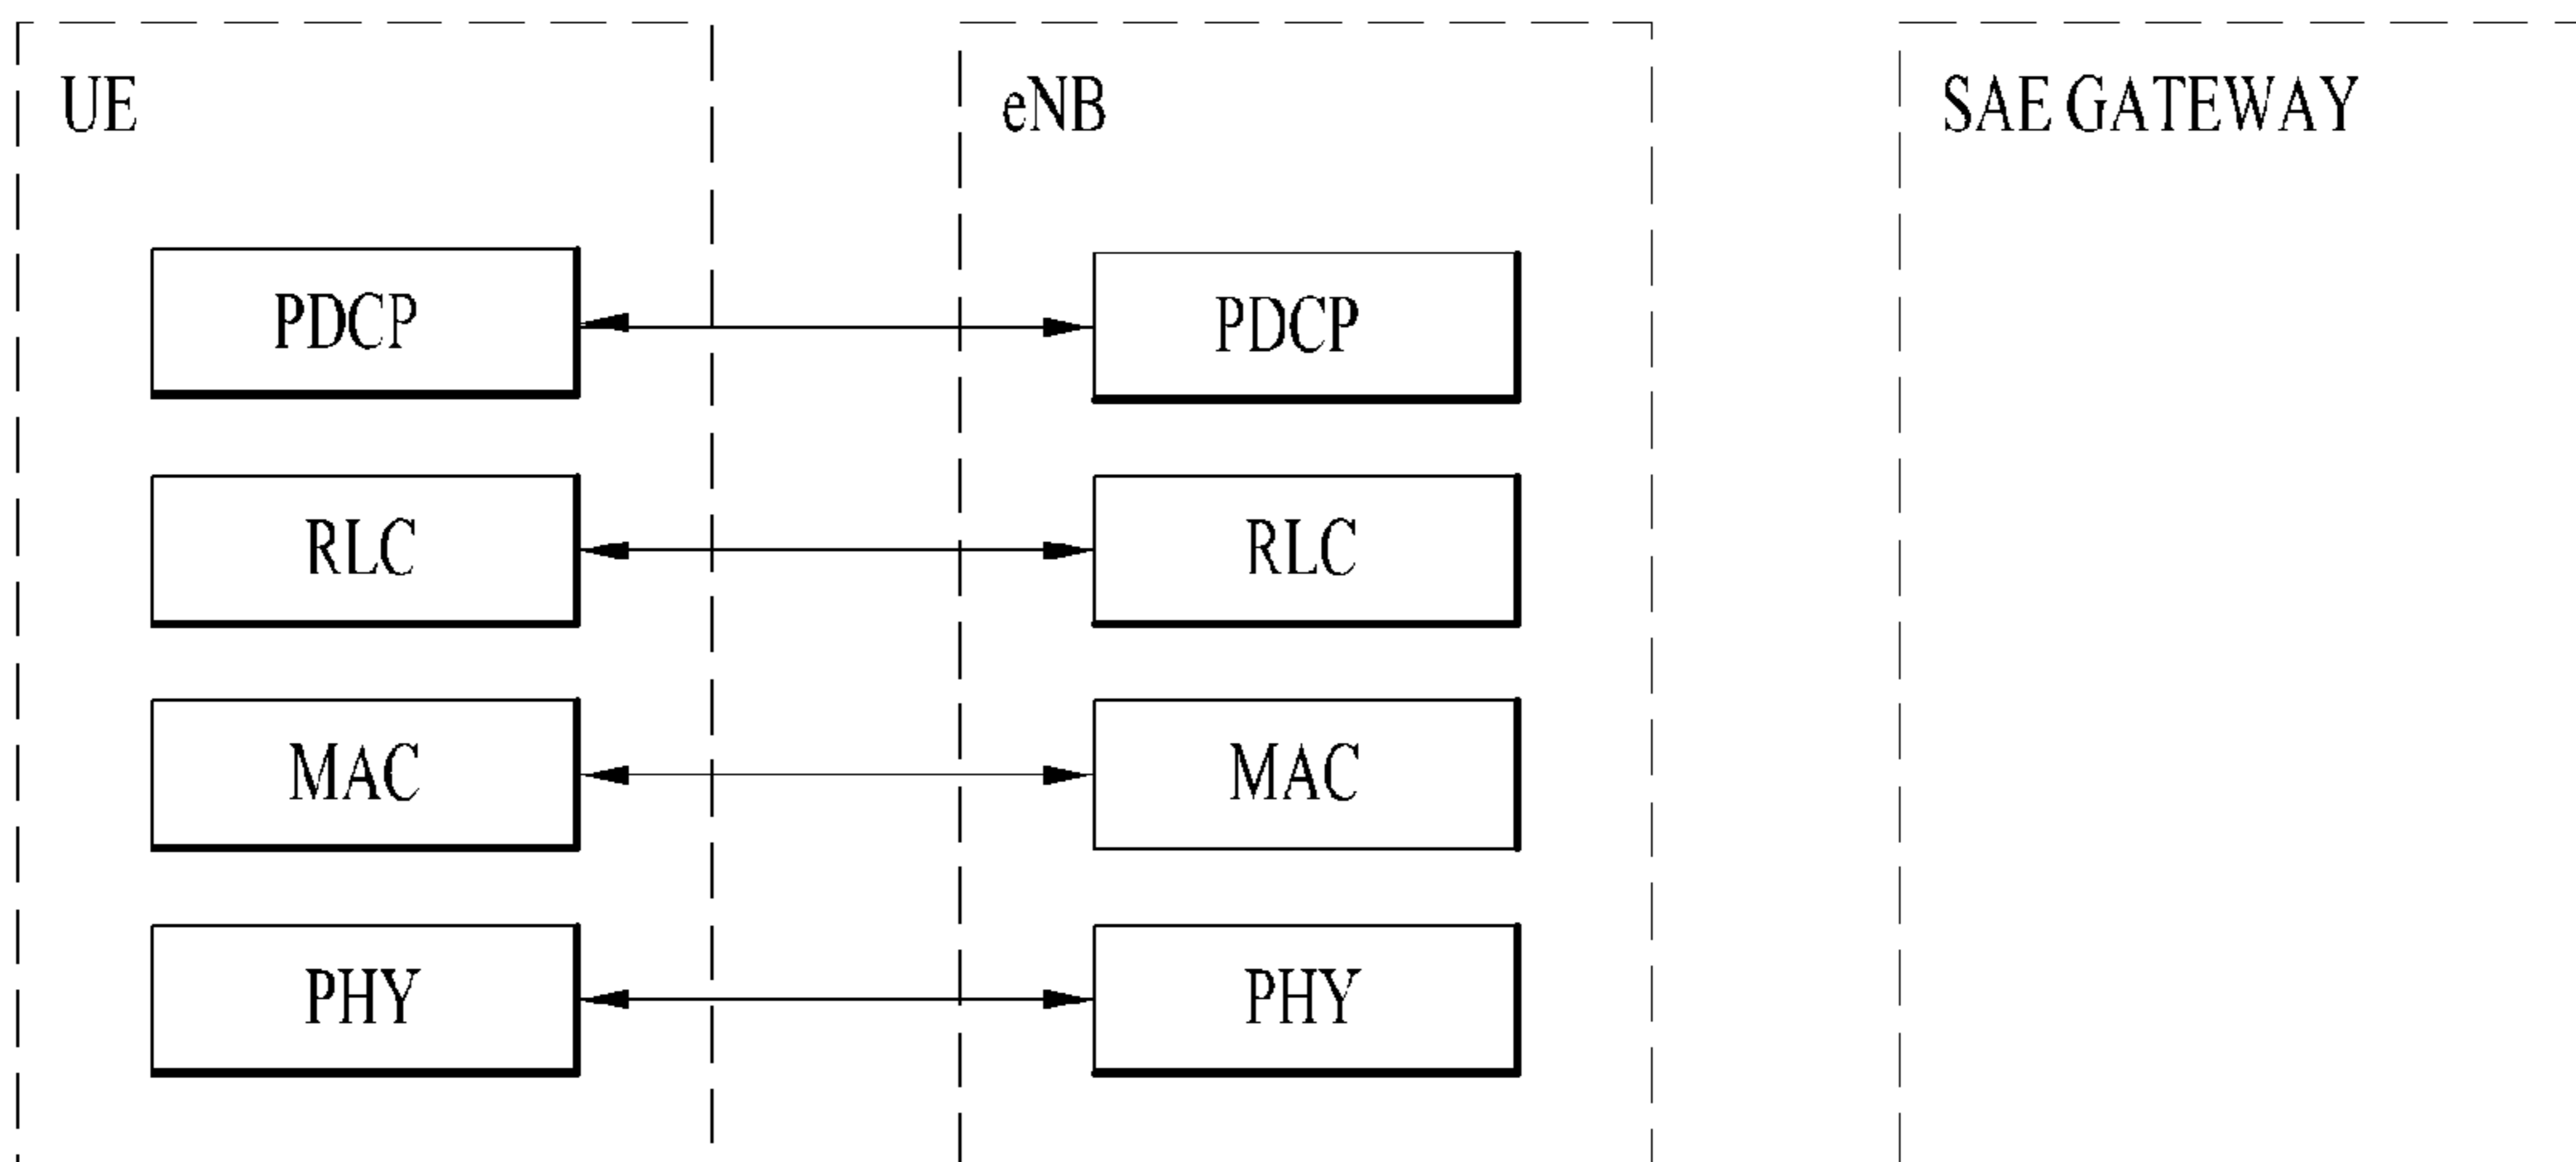 UE
eNB
SAE GATEWAY
PDCP
PDCP
RLC
RLC
MAC
MAC
PHY
PHY